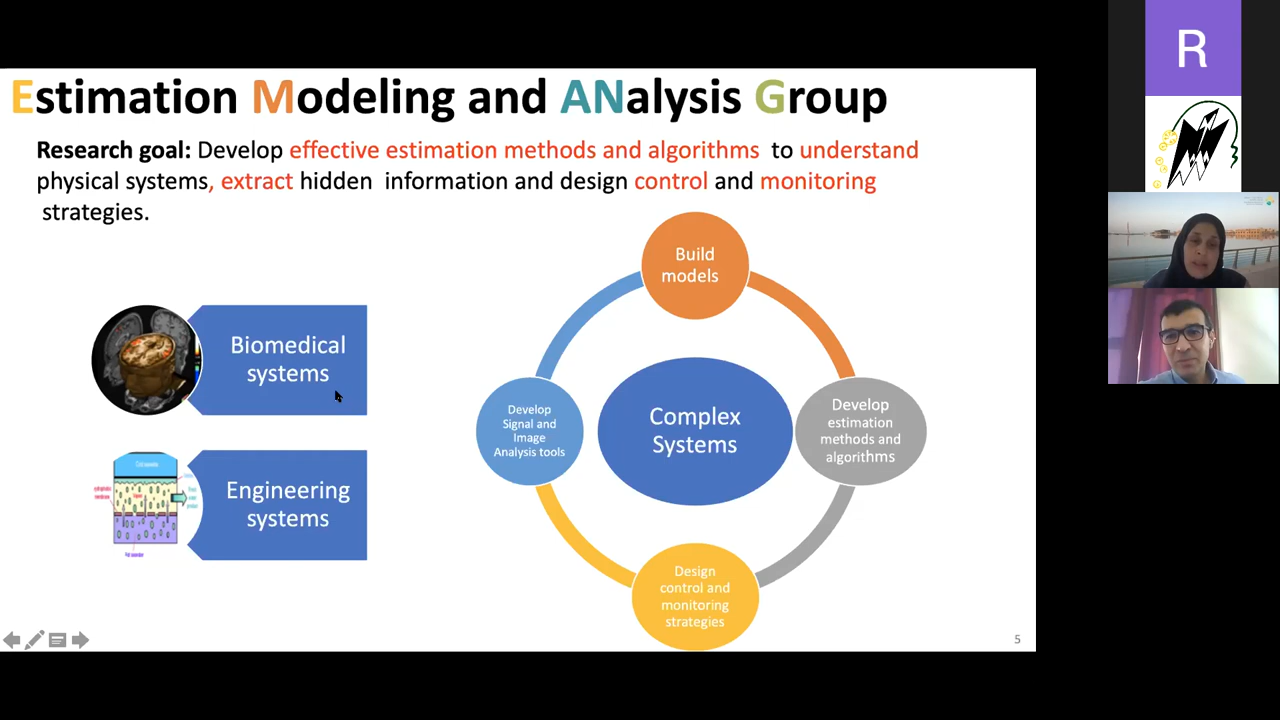 Estimation Modeling and ANalysis Group
Research goal: Develop effective estimation methods and algorithms to understand
physical systems, extract hidden information and design control and monitoring
strategies.
Biomedical
systems
Engineering
systems
Build
models
Develop
estimation
methods and
algorithms
Design
control and
monitoring
strategies
Develop
Signal and
Image
Analysis tools
Complex
Systems
5
R